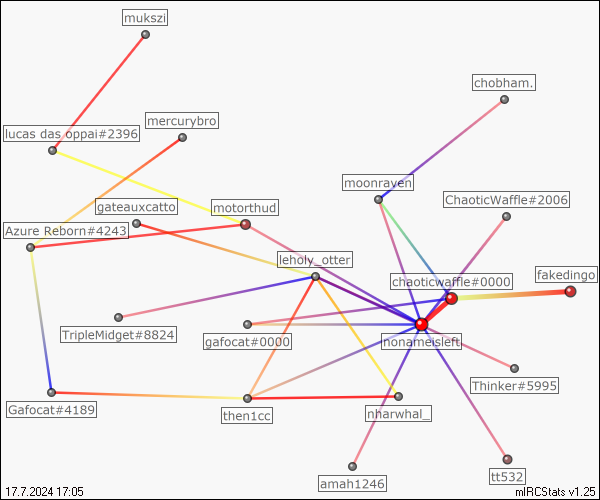 mukszi
chobham.
mercurybro
lucas das oppai#2396
moonraven
ChaoticWaffle#2006
gateauxcatto
motorthud
Azure Reborn#4243
leholy_otter
chaoticwaffle#0000
fakedingo
TripleMidget#8824
gafocat#0000
nonameisleft
Thinker#5995
Gafocat#4189
then1cc
nharwhal_
amah1246
tt532
17.7.2024 17:05
mIRCStats v1.25